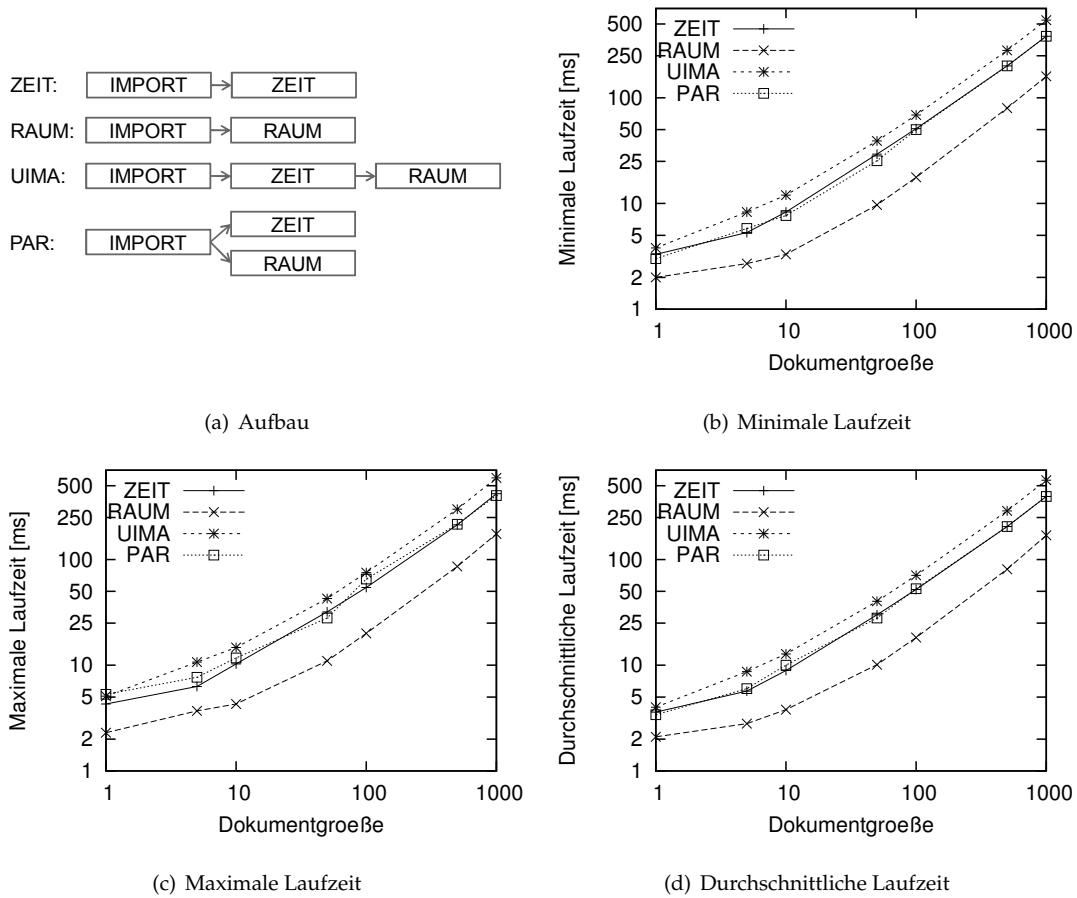 ZEIT: IMPORT ZEIT
RAUM: IMPORT RAUM
UIMA: IMPORT ZEIT RAUM
ZEIT
PAR: IMPORT
RAUM
(a) Aufbau
Minimale Laufzeit [ms]
500
250
100
50
25
10
5
2
1
ZEIT
RAUM
UIMA
PAR
1 10 100 1000
Dokumentgroeße
(b) Minimale Laufzeit
Maximale Laufzeit [ms]
500
250
100
50
25
10
5
2
1
ZEIT
RAUM
UIMA
PAR
1 10 100 1000
Dokumentgroeße
(c) Maximale Laufzeit
Durchschnittliche Laufzeit [ms]
500
250
100
50
25
10
5
2
1
ZEIT
RAUM
UIMA
PAR
1 10 100 1000
Dokumentgroeße
(d) Durchschnittliche Laufzeit